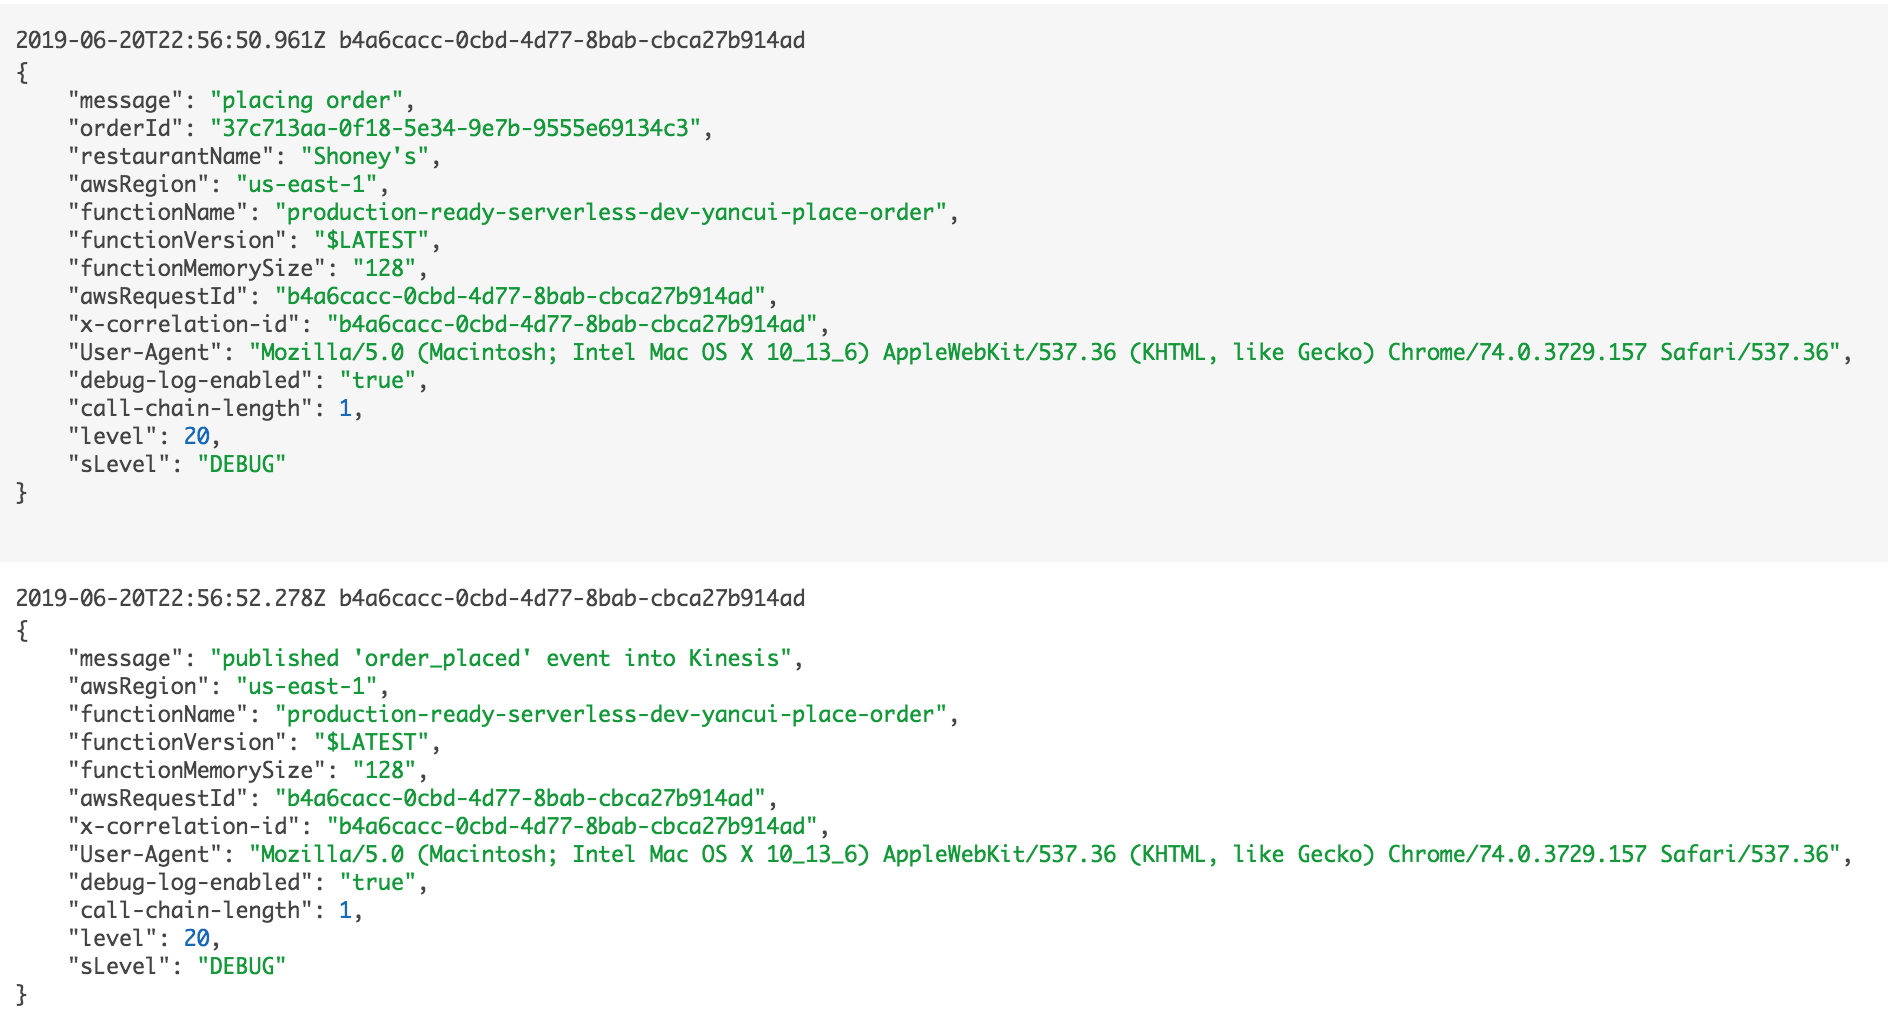 2019-06-20T22:56:50.961Z b4a6cacc-0cbd-4d77-8bab-cbca27b914ad
{
    "message": "placing order",
    "orderId": "37c713aa-0f18-5e34-9e7b-9555e69134c3",
    "restaurantName": "Shoney's",
    "awsRegion": "us-east-1",
    "functionName": "production-ready-serverless-dev-yancui-place-order",
    "functionVersion": "$LATEST",
    "functionMemorySize": "128",
    "awsRequestId": "b4a6cacc-0cbd-4d77-8bab-cbca27b914ad",
    "x-correlation-id": "b4a6cacc-0cbd-4d77-8bab-cbca27b914ad",
    "User-Agent": "Mozilla/5.0 (Macintosh; Intel Mac OS X 10_13_6) AppleWebKit/537.36 (KHTML, like Gecko) Chrome/74.0.3729.157 Safari/537.36",
    "debug-log-enabled": "true",
    "call-chain-length": 1,
    "level": 20,
    "sLevel": "DEBUG"
}
2019-06-20T22:56:52.278Z b4a6cacc-0cbd-4d77-8bab-cbca27b914ad
{
    "message": "published 'order_placed' event into Kinesis",
    "awsRegion": "us-east-1",
    "functionName": "production-ready-serverless-dev-yancui-place-order",
    "functionVersion": "$LATEST",
    "functionMemorySize": "128",
    "awsRequestId": "b4a6cacc-0cbd-4d77-8bab-cbca27b914ad",
    "x-correlation-id": "b4a6cacc-0cbd-4d77-8bab-cbca27b914ad",
    "User-Agent": "Mozilla/5.0 (Macintosh; Intel Mac OS X 10_13_6) AppleWebKit/537.36 (KHTML, like Gecko) Chrome/74.0.3729.157 Safari/537.36",
    "debug-log-enabled": "true",
    "call-chain-length": 1,
    "level": 20,
    "sLevel": "DEBUG"
}